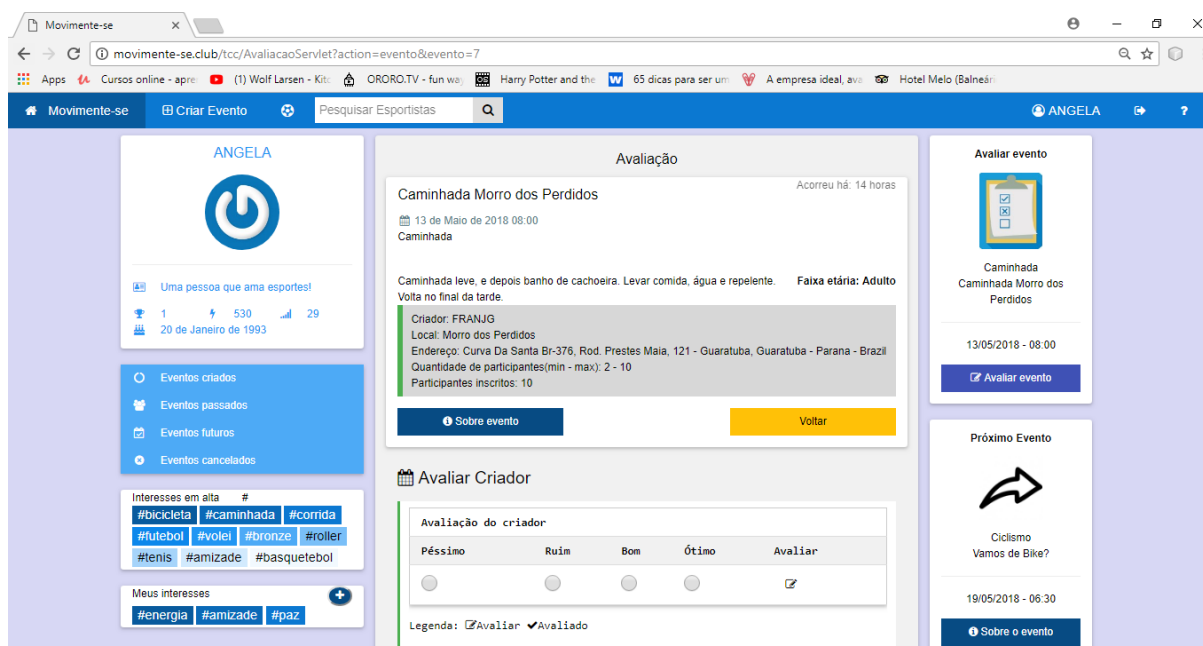 Movimente-se
movimente-se.club/tcc/AvaliacaoServlet?action=evento&evento=7
Apps Cursos online - apre (1) Wolf Larsen - Kitc ORORO.TV - fun way Harry Potter and the 65 dicas para ser um A empresa ideal, ava Hotel Melo (Balneári
Movimente-se Criar Evento Pesquisar Esportistas ANGELA ?
ANGELA
Uma pessoa que ama esportes!
1 530 29
20 de Janeiro de 1993
Eventos criados
Eventos passados
Eventos futuros
Eventos cancelados
Interesses em alta #
#bicicleta #caminhada #corrida
#futebol #volei #bronze #roller
#tenis #amizade #basquetebol
Meus interesses
#energia #amizade #paz
Avaliação
Caminhada Morro dos Perdidos
Acorreu há: 14 horas
13 de Maio de 2018 08:00
Caminhada
Caminhada leve, e depois banho de cachoeira. Levar comida, água e repelente.
Volta no final da tarde.
Faixa etária: Adulto
Criador: FRANJG
Local: Morro dos Perdidos
Endereço: Curva Da Santa Br-376, Rod. Prestes Maia, 121 - Guaratuba, Guaratuba - Parana - Brazil
Quantidade de participantes(min - max): 2 - 10
Participantes inscritos: 10
Sobre evento
Voltar
Avaliar Criador
Avaliação do criador
Péssimo Ruim Bom Ótimo Avaliar
Legenda: Avaliar Avaliado
Avaliar evento
Caminhada
Caminhada Morro dos
Perdidos
13/05/2018 - 08:00
Avaliar evento
Próximo Evento
Ciclismo
Vamos de Bike?
19/05/2018 - 06:30
Sobre o evento